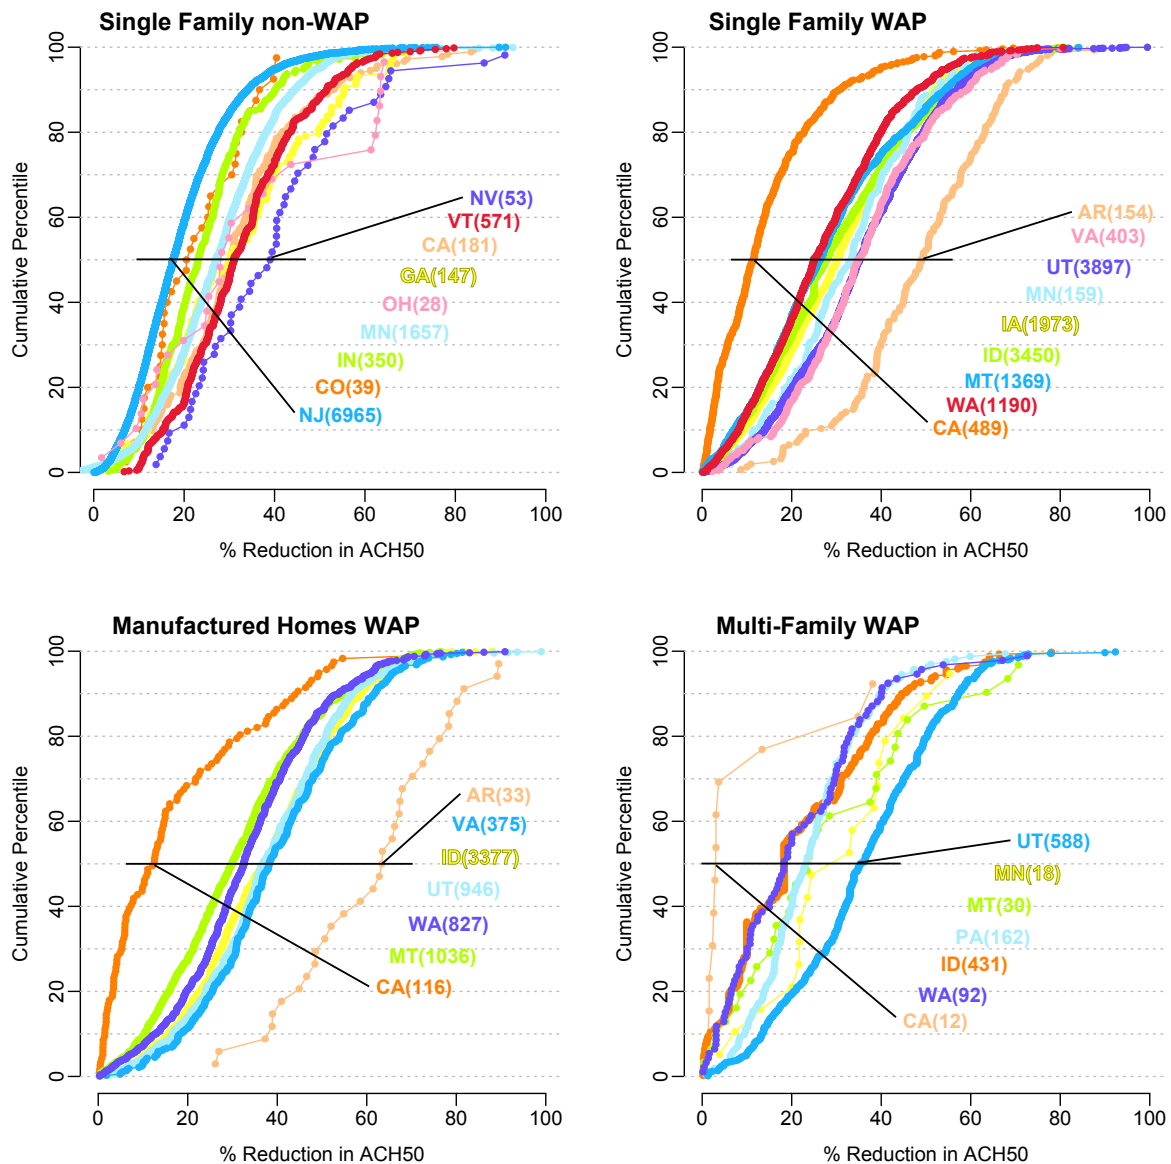 Single Family non-WAP
Cumulative Percentile
0 20 40 60 80 100
NV(53)
VT(571)
CA(181)
GA(147)
OH(28)
MN(1657)
IN(350)
CO(39)
NJ(6965)
0 20 40 60 80 100
% Reduction in ACH50
Single Family WAP
Cumulative Percentile
0 20 40 60 80 100
AR(154)
VA(403)
UT(3897)
MN(159)
IA(1973)
ID(3450)
MT(1369)
WA(1190)
CA(489)
0 20 40 60 80 100
% Reduction in ACH50
Manufactured Homes WAP
Cumulative Percentile
0 20 40 60 80 100
AR(33)
VA(375)
ID(3377)
UT(946)
WA(827)
MT(1036)
CA(116)
0 20 40 60 80 100
% Reduction in ACH50
Multi-Family WAP
Cumulative Percentile
0 20 40 60 80 100
UT(588)
MN(18)
MT(30)
PA(162)
ID(431)
WA(92)
CA(12)
0 20 40 60 80 100
% Reduction in ACH50